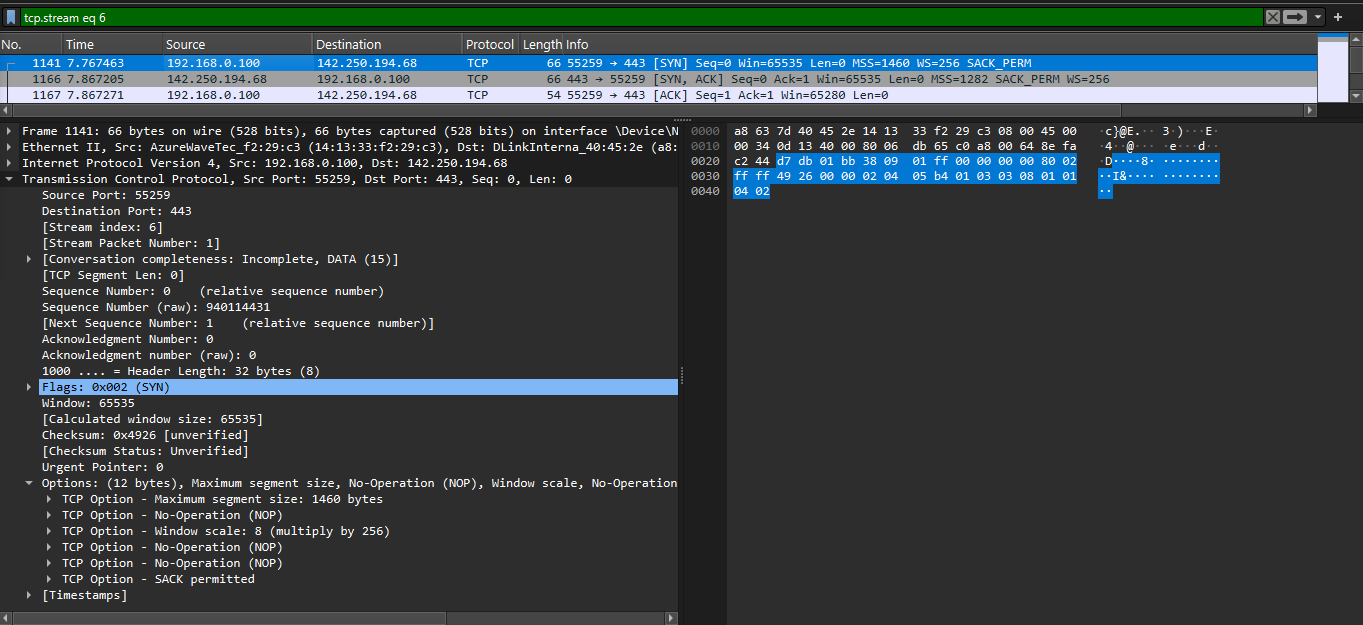 tcp.stream eq 6
No. Time Source Destination Protocol Length Info
1141 7.767463 192.168.0.100 142.250.194.68 TCP 66 55259 → 443 [SYN] Seq=0 Win=65535 Len=0 MSS=1460 WS=256 SACK_PERM
1166 7.867205 142.250.194.68 192.168.0.100 TCP 66 443 → 55259 [SYN, ACK] Seq=0 Ack=1 Win=65535 Len=0 MSS=1282 SACK_PERM WS=256
1167 7.867271 192.168.0.100 142.250.194.68 TCP 54 55259 → 443 [ACK] Seq=1 Ack=1 Win=65280 Len=0
Frame 1141: 66 bytes on wire (528 bits), 66 bytes captured (528 bits) on interface \Device\N
Ethernet II, Src: AzureWaveTec_f2:29:c3 (14:13:33:f2:29:c3), Dst: DLinkInterna_40:45:2e (a8:
Internet Protocol Version 4, Src: 192.168.0.100, Dst: 142.250.194.68
Transmission Control Protocol, Src Port: 55259, Dst Port: 443, Seq: 0, Len: 0
Source Port: 55259
Destination Port: 443
[Stream index: 6]
[Stream Packet Number: 1]
[Conversation completeness: Incomplete, DATA (15)]
[TCP Segment Len: 0]
Sequence Number: 0 (relative sequence number)
Sequence Number (raw): 940114431
[Next Sequence Number: 1 (relative sequence number)]
Acknowledgment Number: 0
Acknowledgment number (raw): 0
1000 .... = Header Length: 32 bytes (8)
Flags: 0x002 (SYN)
Window: 65535
[Calculated window size: 65535]
Checksum: 0x4926 [unverified]
[Checksum Status: Unverified]
Urgent Pointer: 0
Options: (12 bytes), Maximum segment size, No-Operation (NOP), Window scale, No-Operation
TCP Option - Maximum segment size: 1460 bytes
TCP Option - No-Operation (NOP)
TCP Option - Window scale: 8 (multiply by 256)
TCP Option - No-Operation (NOP)
TCP Option - No-Operation (NOP)
TCP Option - SACK permitted
[Timestamps]
0000 a8 63 7d 40 45 2e 14 13 33 f2 29 c3 08 00 45 00 ·c}@E.·· 3·)···E·
0010 00 34 0d 13 40 00 80 06 db 65 c0 a8 00 64 8e fa ·4··@··· ·e···d··
0020 c2 44 d7 db 01 bb 38 09 01 ff 00 00 00 00 80 02 ·D····8· ········
0030 ff ff 49 26 00 00 02 04 05 b4 01 03 03 08 01 01 ··I&···· ········
0040 04 02 ··